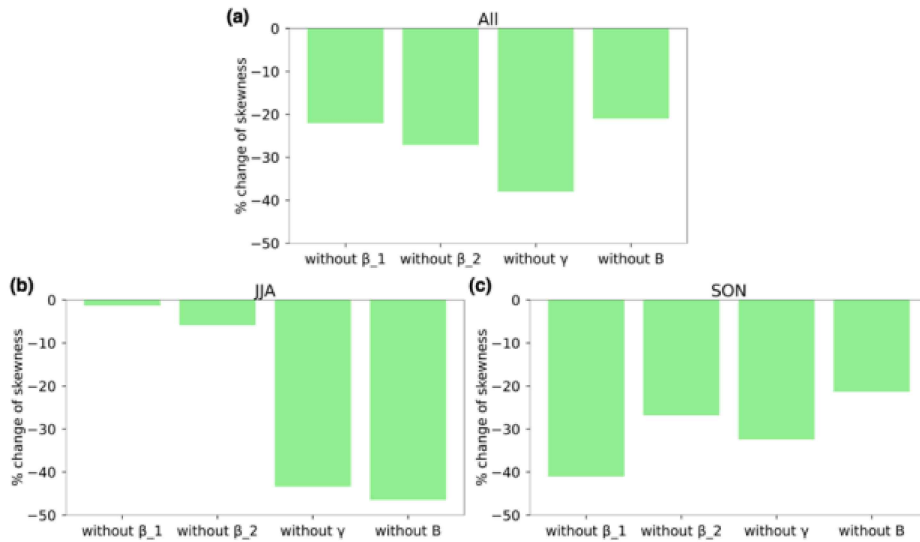 (a)
All
% change of skewness
0
−10
−20
−30
−40
−50
without β_1 without β_2 without γ without B
(b)
JJA
% change of skewness
0
−10
−20
−30
−40
−50
without β_1 without β_2 without γ without B
(c)
SON
% change of skewness
0
−10
−20
−30
−40
−50
without β_1 without β_2 without γ without B